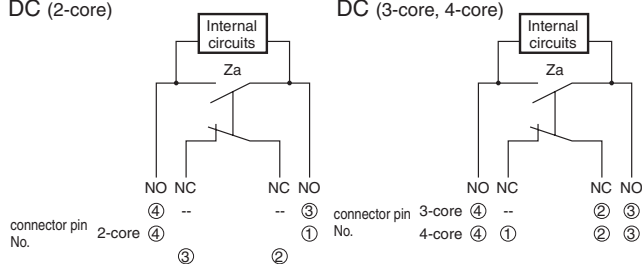 DC (2-core)
DC (3-core, 4-core)
Internal
circuits
Za
Internal
circuits
Za
NO NC NC NO
④ -- -- ③
connector pin
No.
2-core ④ ①
③ ②
NO NC NC NO
connector pin
No.
3-core ④ -- ② ③
4-core ④ ① ② ③